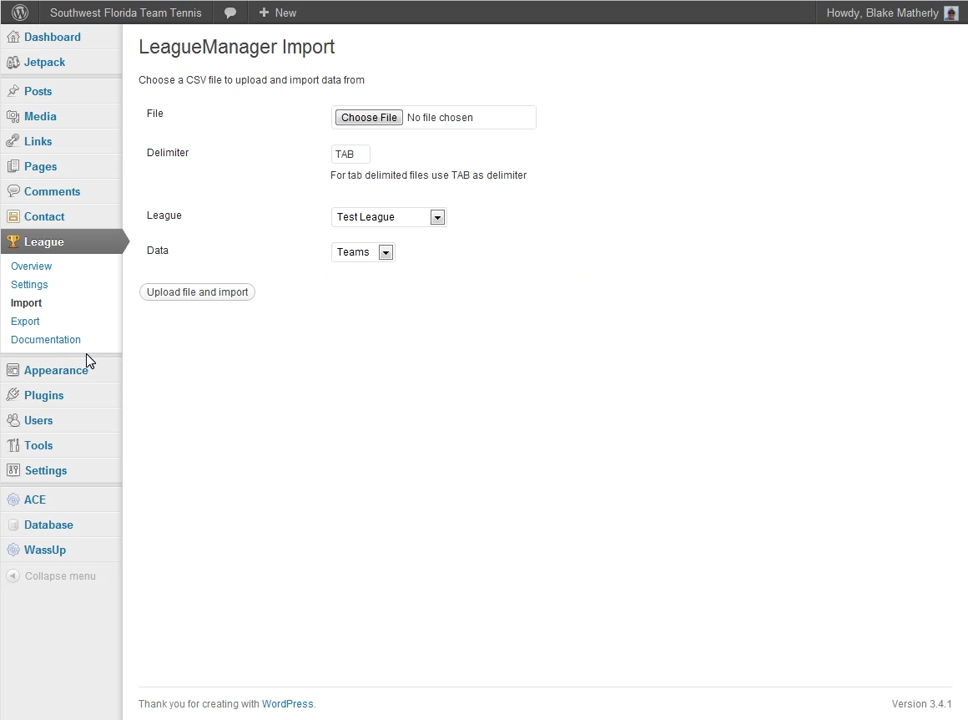 Southwest Florida Team Tennis
New
Howdy, Blake Matherly
Dashboard
Jetpack
Posts
Media
Links
Pages
Comments
Contact
League
Overview
Settings
Import
Export
Documentation
Appearance
Plugins
Users
Tools
Settings
ACE
Database
WassUp
Collapse menu
LeagueManager Import
Choose a CSV file to upload and import data from
File Choose File No file chosen
Delimiter TAB
For tab delimited files use TAB as delimiter
League Test League
Data Teams
Upload file and import
Thank you for creating with WordPress. Version 3.4.1